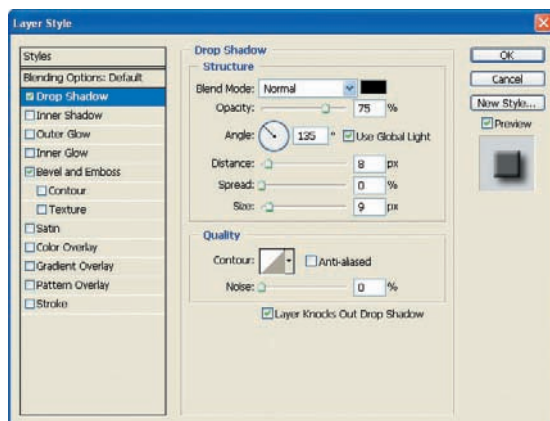 Layer Style
Styles
Blending Options: Default
Drop Shadow
Inner Shadow
Outer Glow
Inner Glow
Bevel and Emboss
Contour
Texture
Satin
Color Overlay
Gradient Overlay
Pattern Overlay
Stroke
Drop Shadow
Structure
Blend Mode: Normal
Opacity: 75 %
Angle: 135 ° Use Global Light
Distance: 8 px
Spread: 0 %
Size: 9 px
Quality
Contour: Anti-aliased
Noise: 0 %
Layer Knocks Out Drop Shadow
OK
Cancel
New Style...
Preview